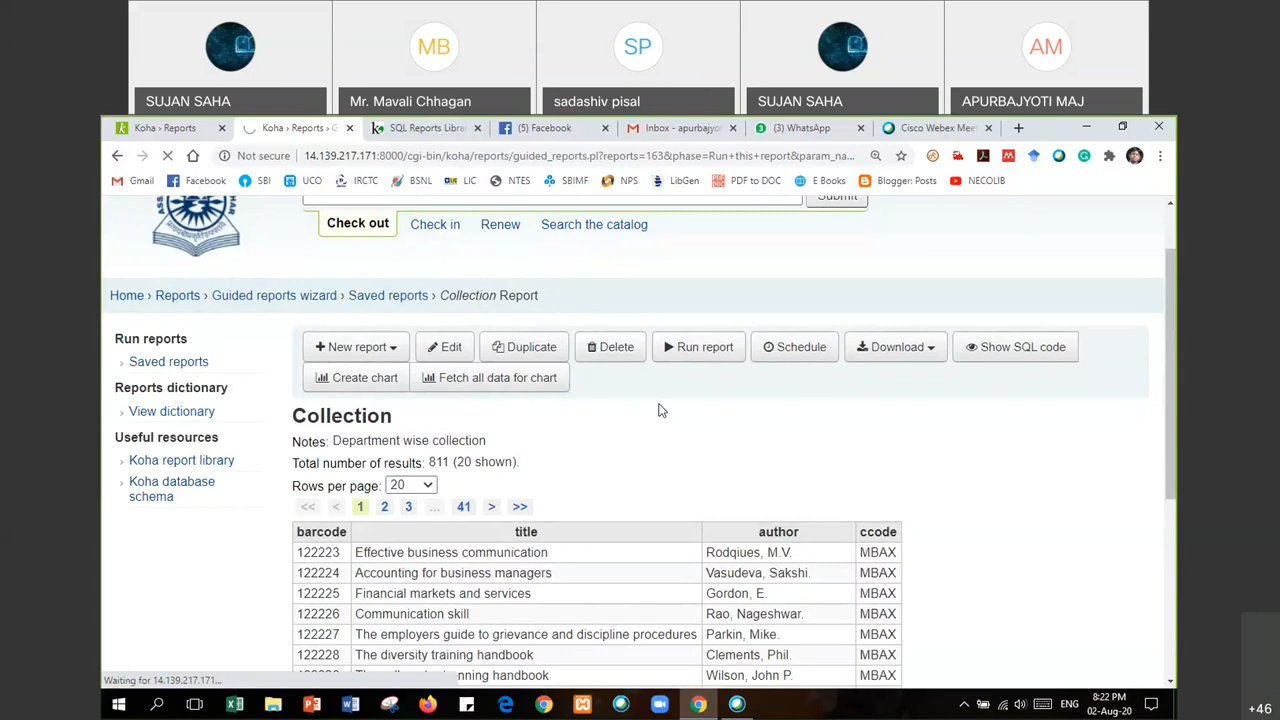 MB
SP
AM
SUJAN SAHA
Mr. Mavali Chhagan
sadashiv pisal
SUJAN SAHA
APURBAJYOTI MAJ
Koha › Reports
Koha › Reports › G
SQL Reports Libra
(5) Facebook
Inbox - apurbajyo
(3) WhatsApp
Cisco Webex Mee
Not secure
14.139.217.171:8000/cgi-bin/koha/reports/guided_reports.pl?reports=163&phase=Run+this+report&param_na...
Gmail
Facebook
SBI
UCO
IRCTC
BSNL
LIC
NTES
SBIMF
NPS
LibGen
PDF to DOC
E Books
Blogger: Posts
NECOLIB
Submit
Check out
Check in
Renew
Search the catalog
Home › Reports › Guided reports wizard › Saved reports › Collection Report
Run reports
Saved reports
Reports dictionary
View dictionary
Useful resources
Koha report library
Koha database
schema
New report
Edit
Duplicate
Delete
Run report
Schedule
Download
Show SQL code
Create chart
Fetch all data for chart
Collection
Notes: Department wise collection
Total number of results: 811 (20 shown).
Rows per page: 20
<< < 1 2 3 ... 41 > >>
barcode title author ccode
122223 Effective business communication Rodqiues, M.V. MBAX
122224 Accounting for business managers Vasudeva, Sakshi. MBAX
122225 Financial markets and services Gordon, E. MBAX
122226 Communication skill Rao, Nageshwar. MBAX
122227 The employers guide to grievance and discipline procedures Parkin, Mike. MBAX
122228 The diversity training handbook Clements, Phil. MBAX
nning handbook Wilson, John P. MBAX
Waiting for 14.139.217.171...
ENG
8:22 PM
02-Aug-20
+46